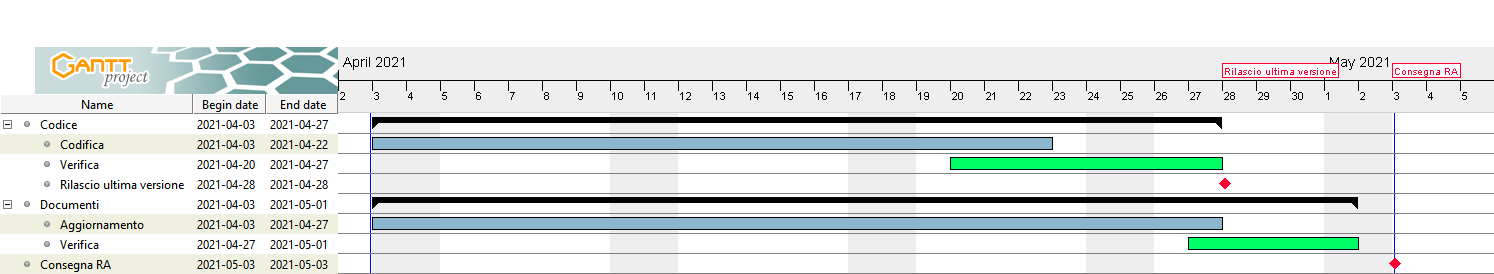 GANTT
project
April 2021
May 2021
Rilascio ultima versione
Consegna RA
Name Begin date End date
2 3 4 5 6 7 8 9 10 11 12 13 14 15 16 17 18 19 20 21 22 23 24 25 26 27 28 29 30 1 2 3 4 5
Codice 2021-04-03 2021-04-27
Codifica 2021-04-03 2021-04-22
Verifica 2021-04-20 2021-04-27
Rilascio ultima versione 2021-04-28 2021-04-28
Documenti 2021-04-03 2021-05-01
Aggiornamento 2021-04-03 2021-04-27
Verifica 2021-04-27 2021-05-01
Consegna RA 2021-05-03 2021-05-03